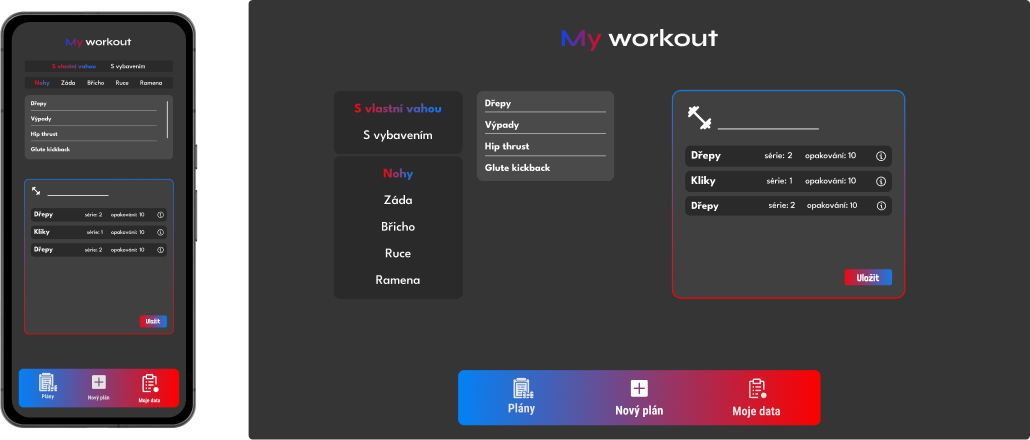 My workout
S vlastní vahou S vybavením
Nohy Záda Břicho Ruce Ramena
Dřepy
Výpady
Hip thrust
Glute kickback
Dřepy série: 2 opakování: 10
Kliky série: 1 opakování: 10
Dřepy série: 2 opakování: 10
Uložit
Plány Nový plán Moje data
My workout
S vlastní vahou
S vybavením
Nohy
Záda
Břicho
Ruce
Ramena
Dřepy
Výpady
Hip thrust
Glute kickback
Dřepy série: 2 opakování: 10
Kliky série: 1 opakování: 10
Dřepy série: 2 opakování: 10
Uložit
Plány Nový plán Moje data